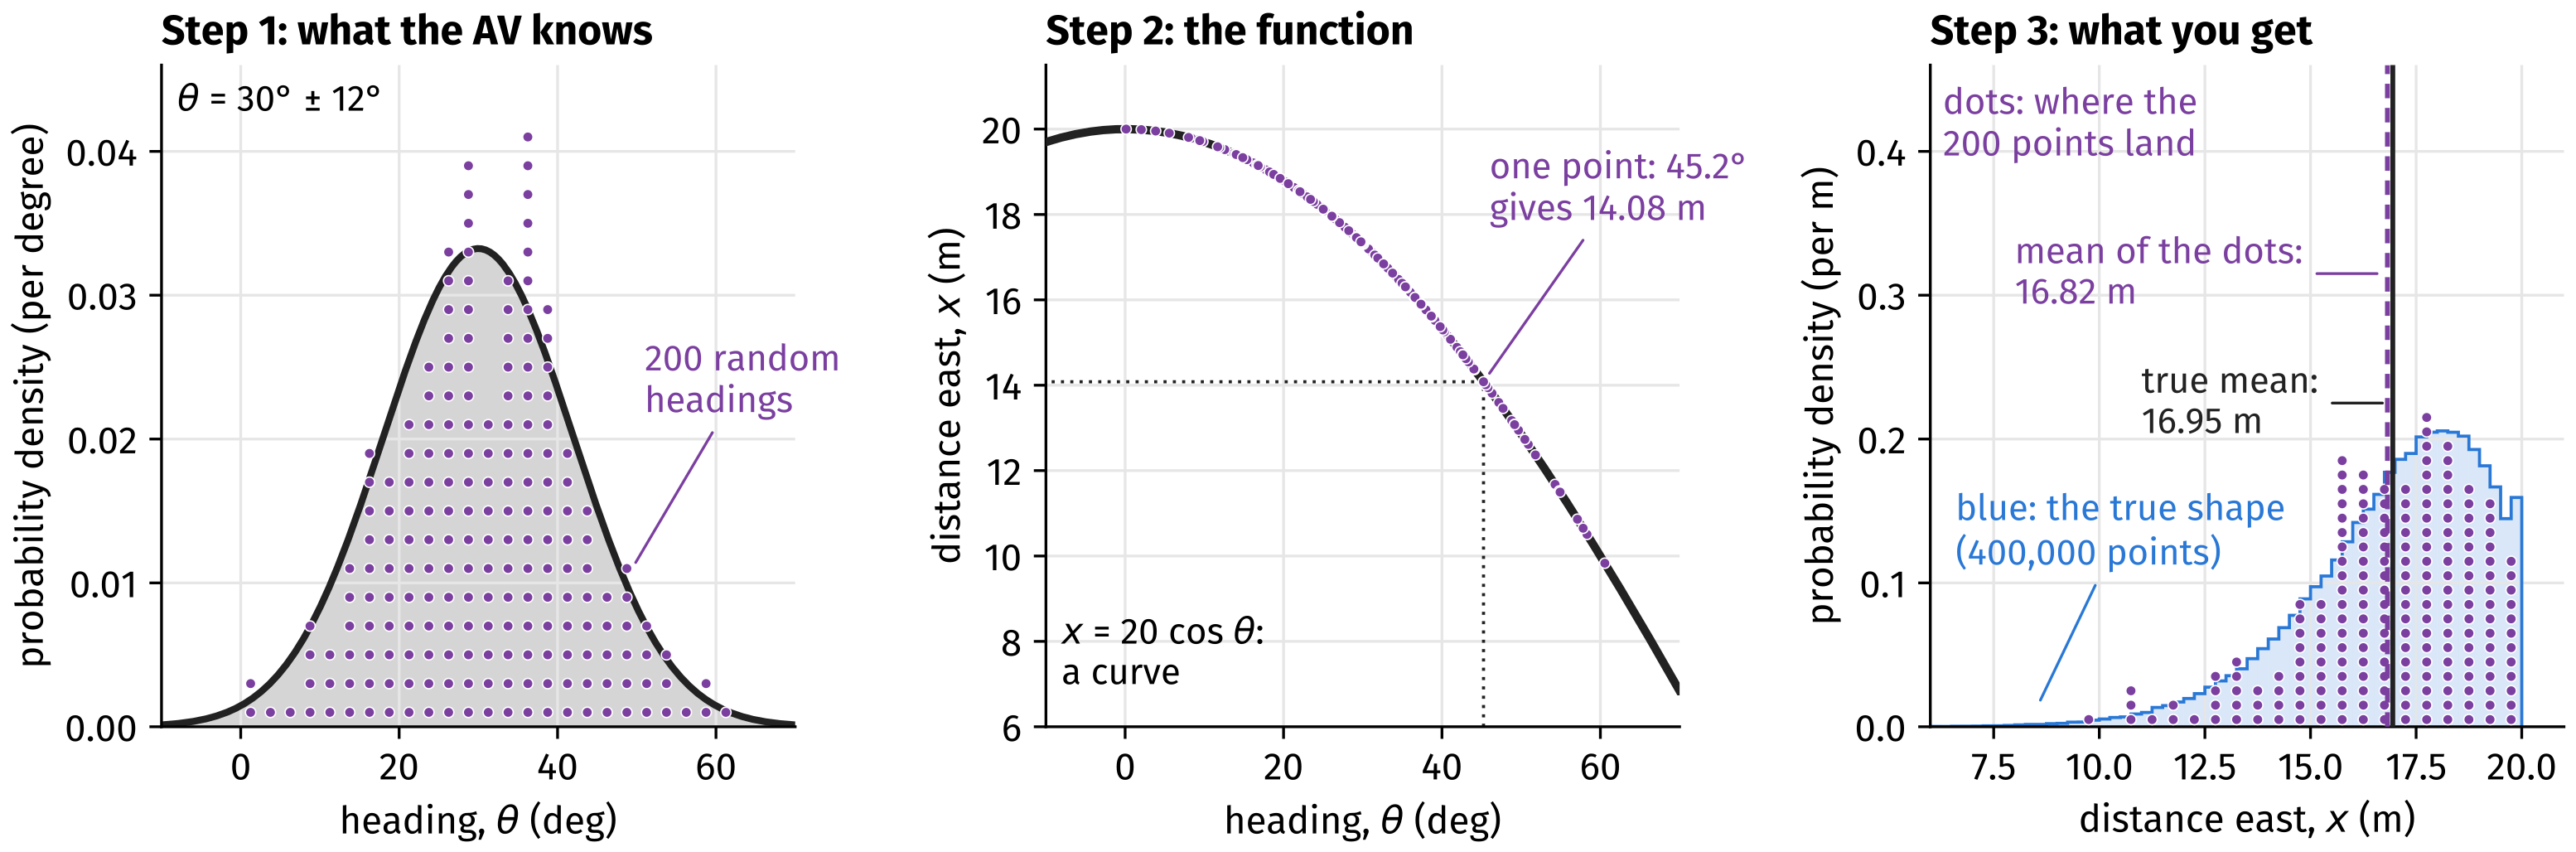 Step 1: what the AV knows
θ = 30° ± 12°
200 random
headings
probability density (per degree)
0.04
0.03
0.02
0.01
0.00
0
20
40
60
heading, θ (deg)
Step 2: the function
one point: 45.2°
gives 14.08 m
x = 20 cos θ:
a curve
distance east, x (m)
20
18
16
14
12
10
8
6
0
20
40
60
heading, θ (deg)
Step 3: what you get
dots: where the
200 points land
mean of the dots:
16.82 m
true mean:
16.95 m
blue: the true shape
(400,000 points)
probability density (per m)
0.4
0.3
0.2
0.1
0.0
7.5
10.0
12.5
15.0
17.5
20.0
distance east, x (m)